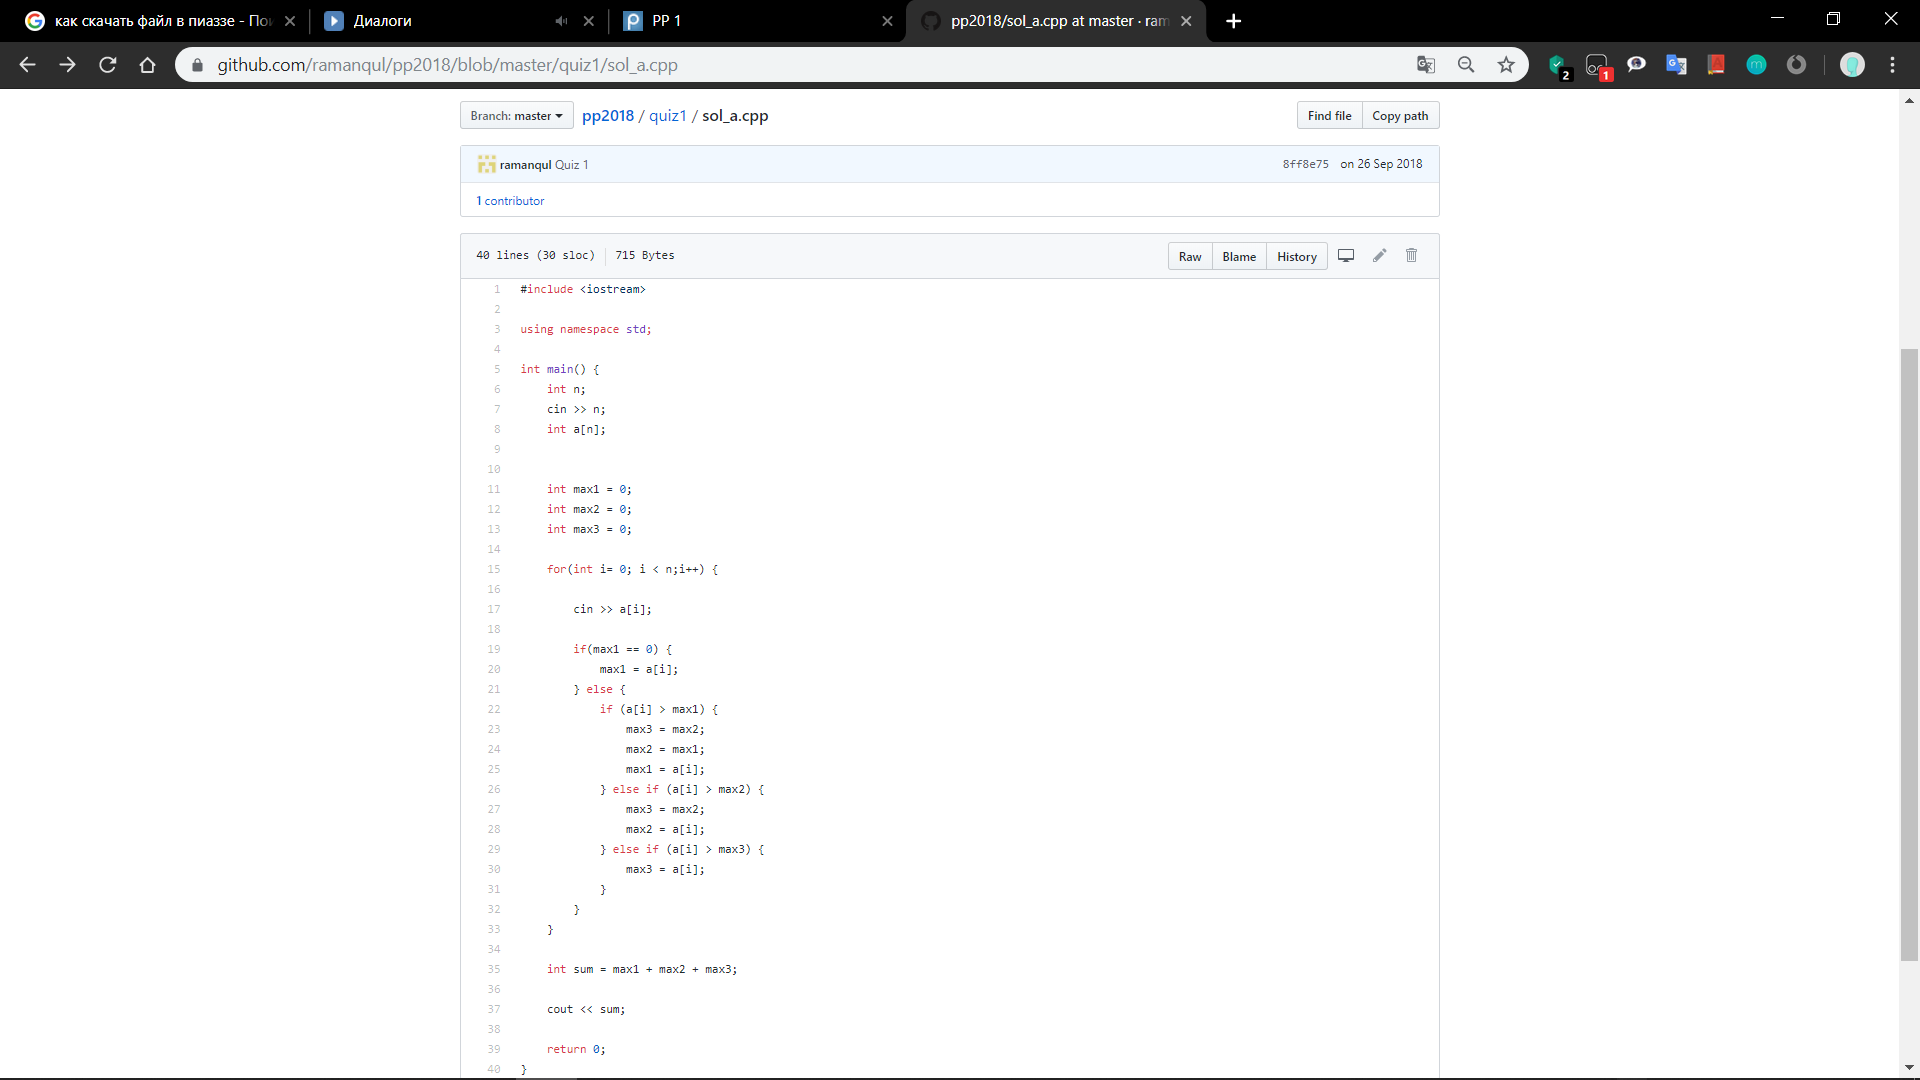 как скачать файл в пиаззе - По
Диалоги
PP 1
pp2018/sol_a.cpp at master · ram
github.com/ramanqul/pp2018/blob/master/quiz1/sol_a.cpp
2
1
Branch: master
pp2018 / quiz1 / sol_a.cpp
Find file
Copy path
ramanqul Quiz 1
8ff8e75 on 26 Sep 2018
1 contributor
40 lines (30 sloc) 715 Bytes
Raw
Blame
History
1 #include <iostream>
2
3 using namespace std;
4
5 int main() {
6 int n;
7 cin >> n;
8 int a[n];
9
10
11 int max1 = 0;
12 int max2 = 0;
13 int max3 = 0;
14
15 for(int i= 0; i < n;i++) {
16
17 cin >> a[i];
18
19 if(max1 == 0) {
20 max1 = a[i];
21 } else {
22 if (a[i] > max1) {
23 max3 = max2;
24 max2 = max1;
25 max1 = a[i];
26 } else if (a[i] > max2) {
27 max3 = max2;
28 max2 = a[i];
29 } else if (a[i] > max3) {
30 max3 = a[i];
31 }
32 }
33 }
34
35 int sum = max1 + max2 + max3;
36
37 cout << sum;
38
39 return 0;
40 }